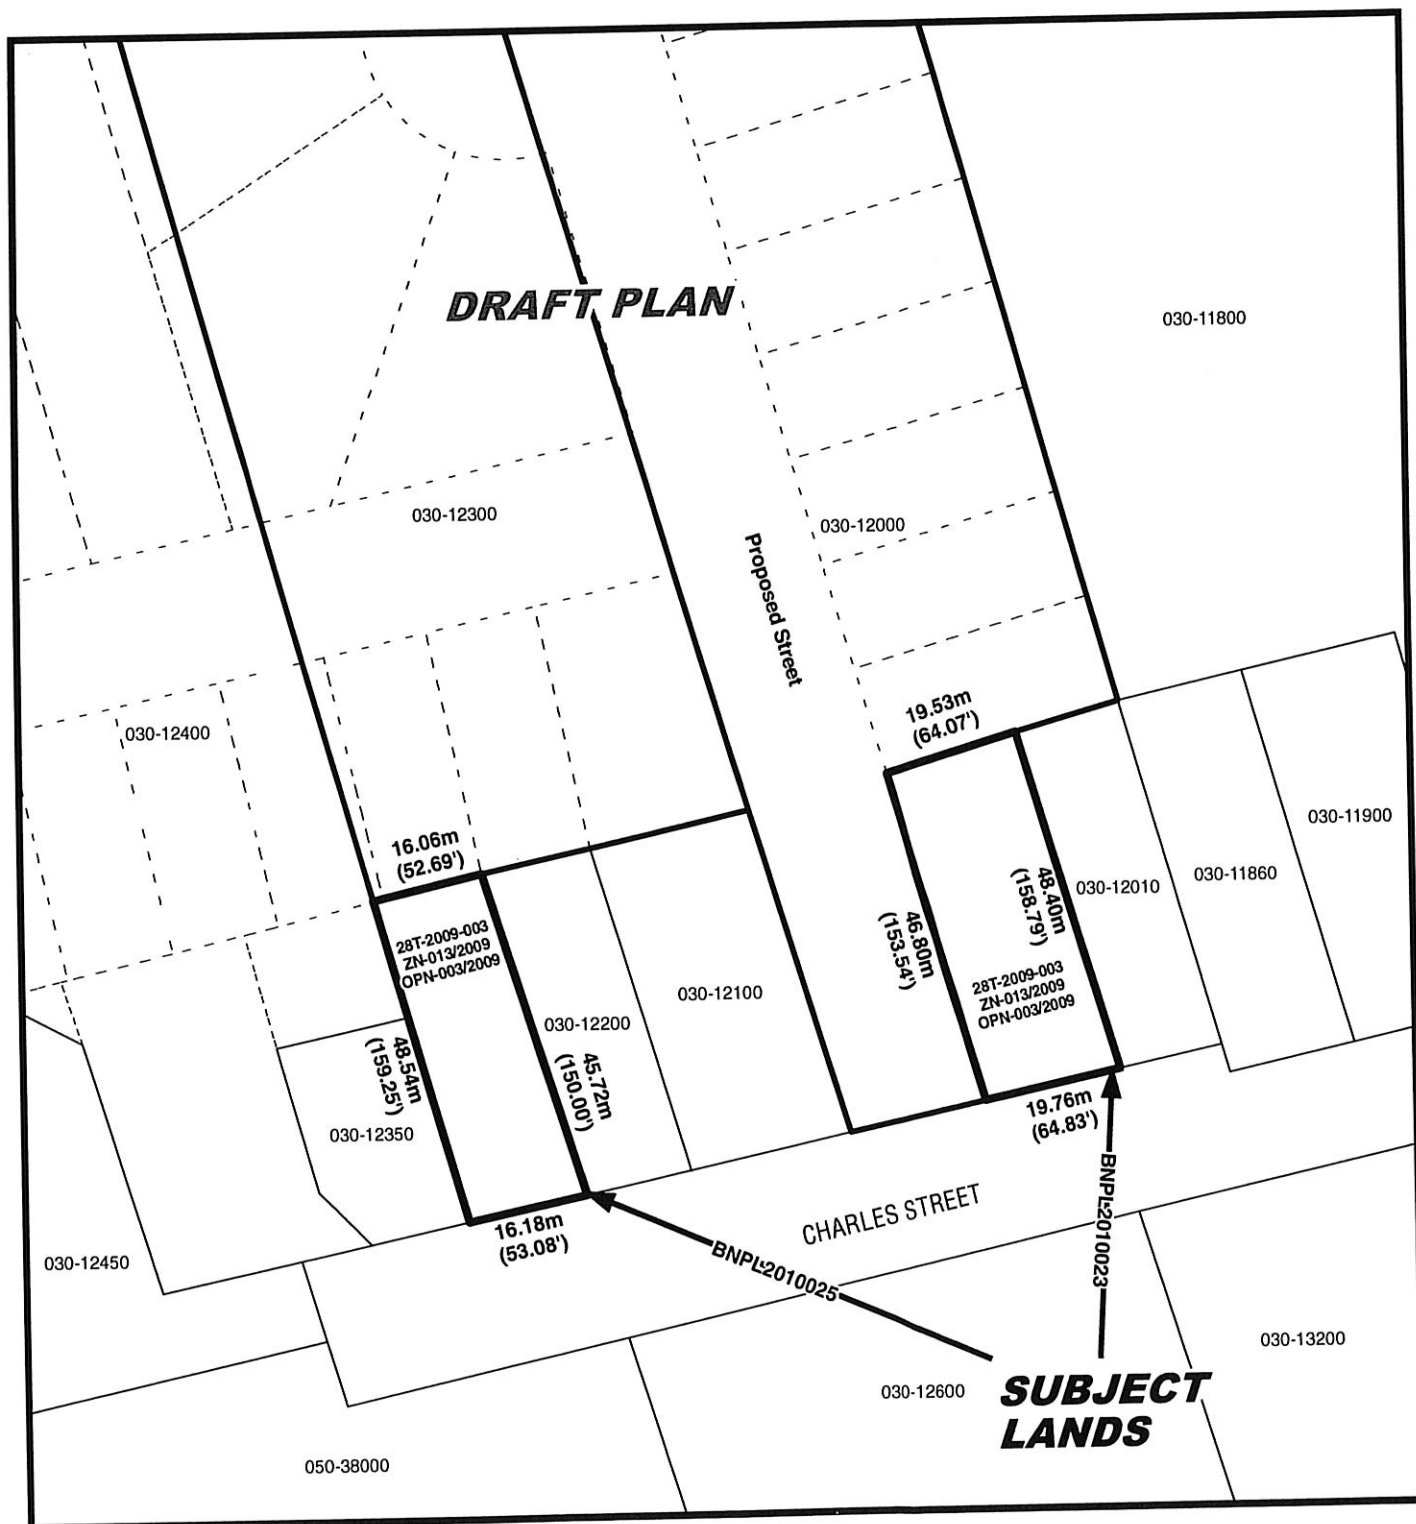 DRAFT PLAN
030-11800
030-12300
030-12000
Proposed Street
030-12400
19.53m
(64.07')
030-11900
16.06m
(52.69')
030-11860
030-12010
48.40m
(158.79')
46.80m
(153.54')
28T-2009-003
ZN-013/2009
OPN-003/2009
28T-2009-003
ZN-013/2009
OPN-003/2009
030-12100
030-12200
48.54m
(159.25')
45.72m
(150.00')
030-12350
19.76m
(64.83')
16.18m
(53.08')
CHARLES STREET
030-12450
BNPL-2010025
BNPL-2010023
030-13200
030-12600
SUBJECT
LANDS
050-38000